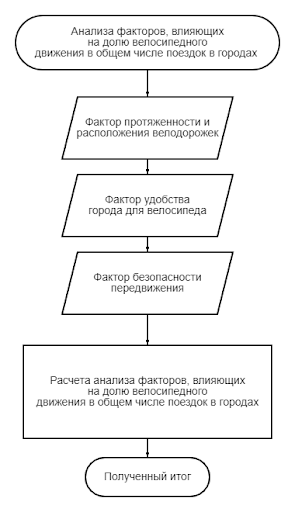 Анализа факторов, влияющих
на долю велосипедного
движения в общем числе поездок в городах
Фактор протяженности и
расположения велодорожек
Фактор удобства
города для велосипеда
Фактор безопасности
передвижения
Расчета анализа факторов, влияющих
на долю велосипедного
движения в общем числе поездок в городах
Полученный итог